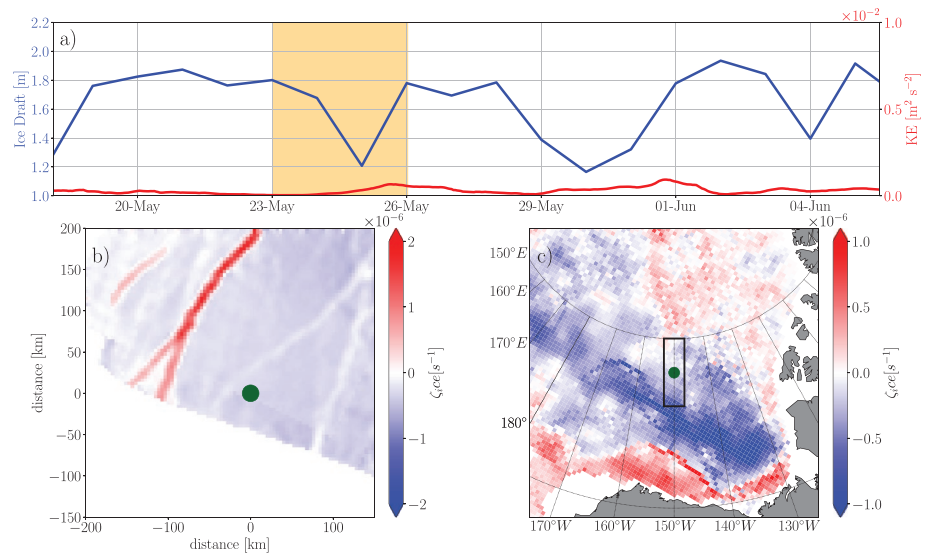 ×10⁻²
a)
2.2
2.0
1.8
1.6
1.4
1.2
1.0
Ice Draft [m]
1.0
0.5
0.0
KE [m² s⁻²]
20-May 23-May 26-May 29-May 01-Jun 04-Jun
×10⁻⁶
×10⁻⁶
b)
200
150
100
50
0
−50
−100
−150
distance [km]
−200 −100 0 100
distance [km]
2
1
0
−1
−2
ζᵢce[s⁻¹]
c)
150°E
160°E
170°E
180°
170°W 160°W 150°W 140°W 130°W
1.0
0.5
0.0
−0.5
−1.0
ζᵢce[s⁻¹]